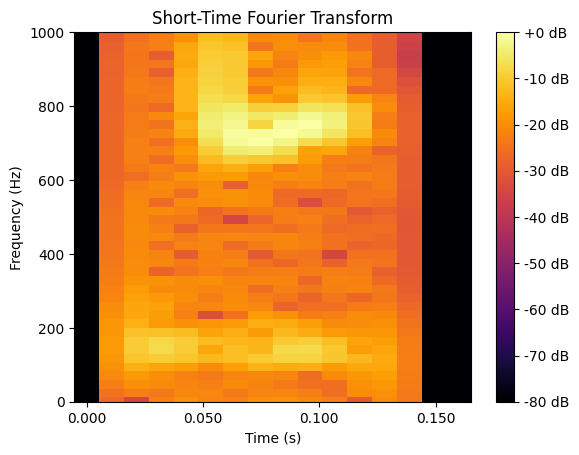 Short-Time Fourier Transform
1000
800
600
400
200
0
Frequency (Hz)
0.000
0.050
0.100
0.150
Time (s)
+0 dB
-10 dB
-20 dB
-30 dB
-40 dB
-50 dB
-60 dB
-70 dB
-80 dB